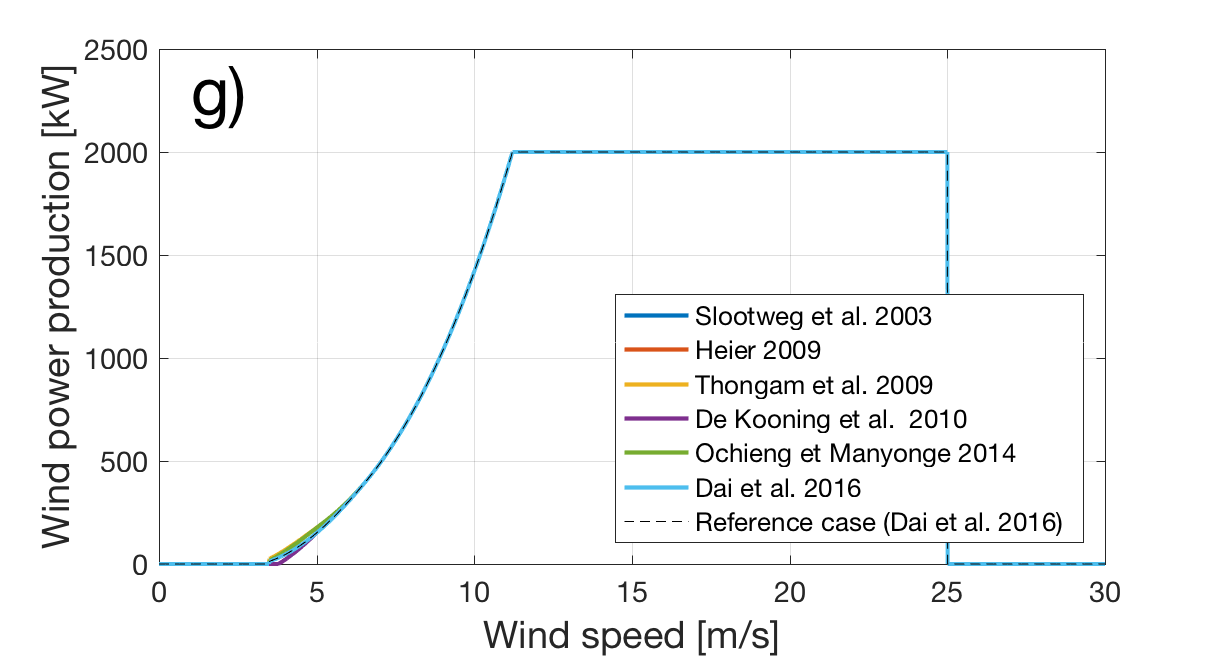 g)
Wind power production [kW]
2500
2000
1500
1000
500
0
Slootweg et al. 2003
Heier 2009
Thongam et al. 2009
De Kooning et al.  2010
Ochieng et Manyonge 2014
Dai et al. 2016
Reference case (Dai et al. 2016)
0 5 10 15 20 25 30
Wind speed [m/s]